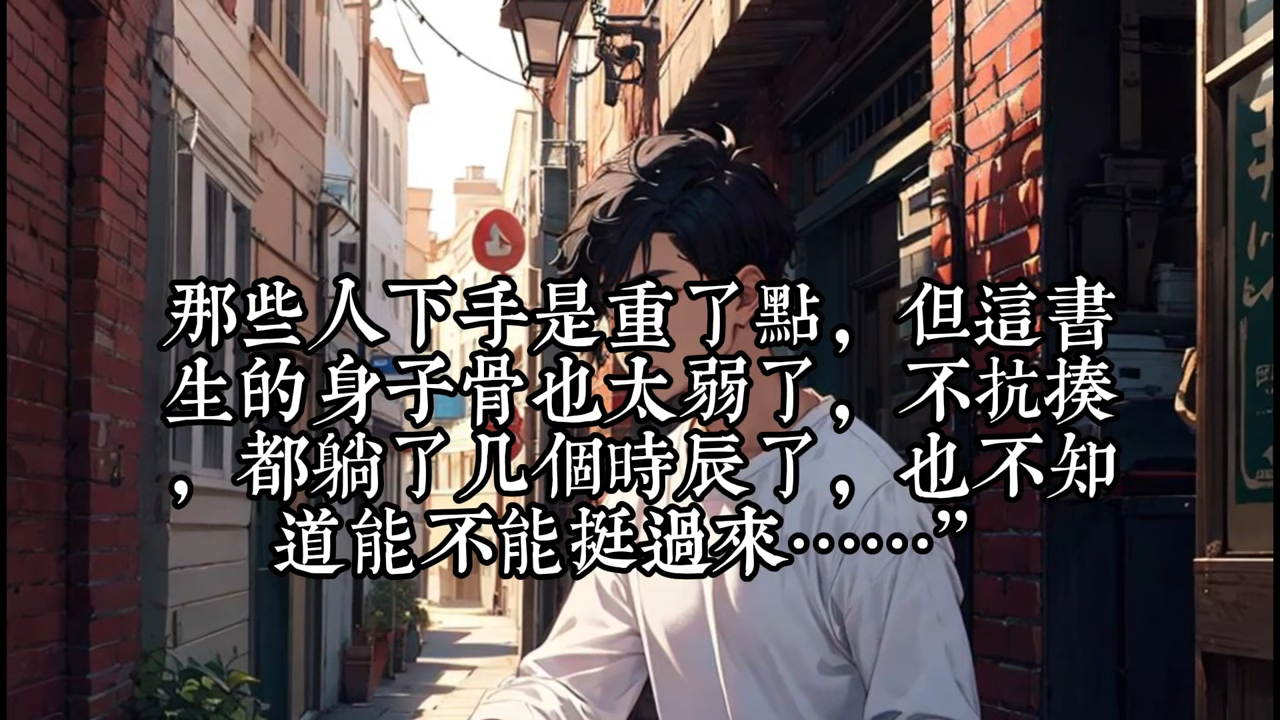 那些人下手是重了點，但這書
生的身子骨也太弱了，不抗揍
，都躺了几個時辰了，也不知
道能不能挺過來……”